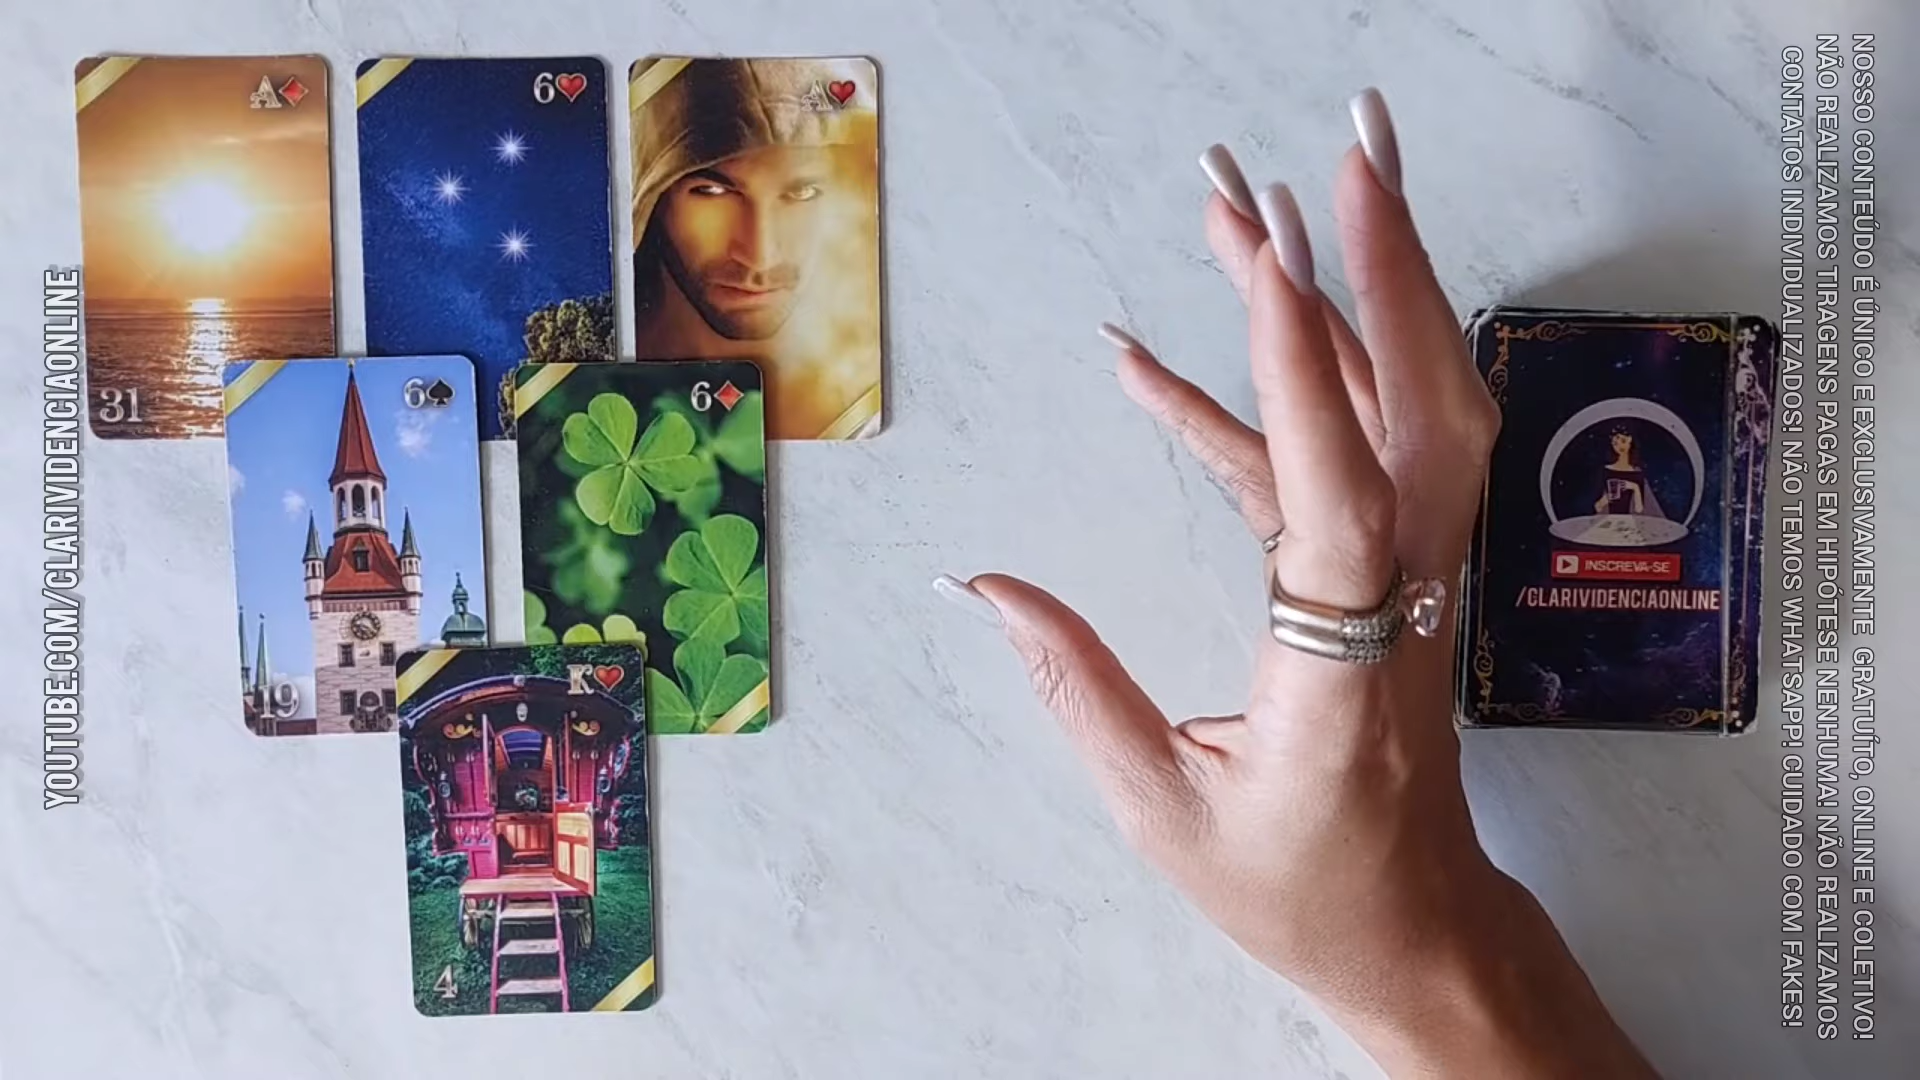 YOUTUBE.COM/CLARIVIDENCIAONLINE
A
31
6
A
6
19
6
K
4
INSCREVA-SE
/CLARIVIDENCIAONLINE
NOSSO CONTEÚDO É ÚNICO E EXCLUSIVAMENTE GRATUÍTO, ONLINE E COLETIVO!
NÃO REALIZAMOS TIRAGENS PAGAS EM HIPÓTESE NENHUMA! NÃO REALIZAMOS
CONTATOS INDIVIDUALIZADOS! NÃO TEMOS WHATSAPP! CUIDADO COM FAKES!